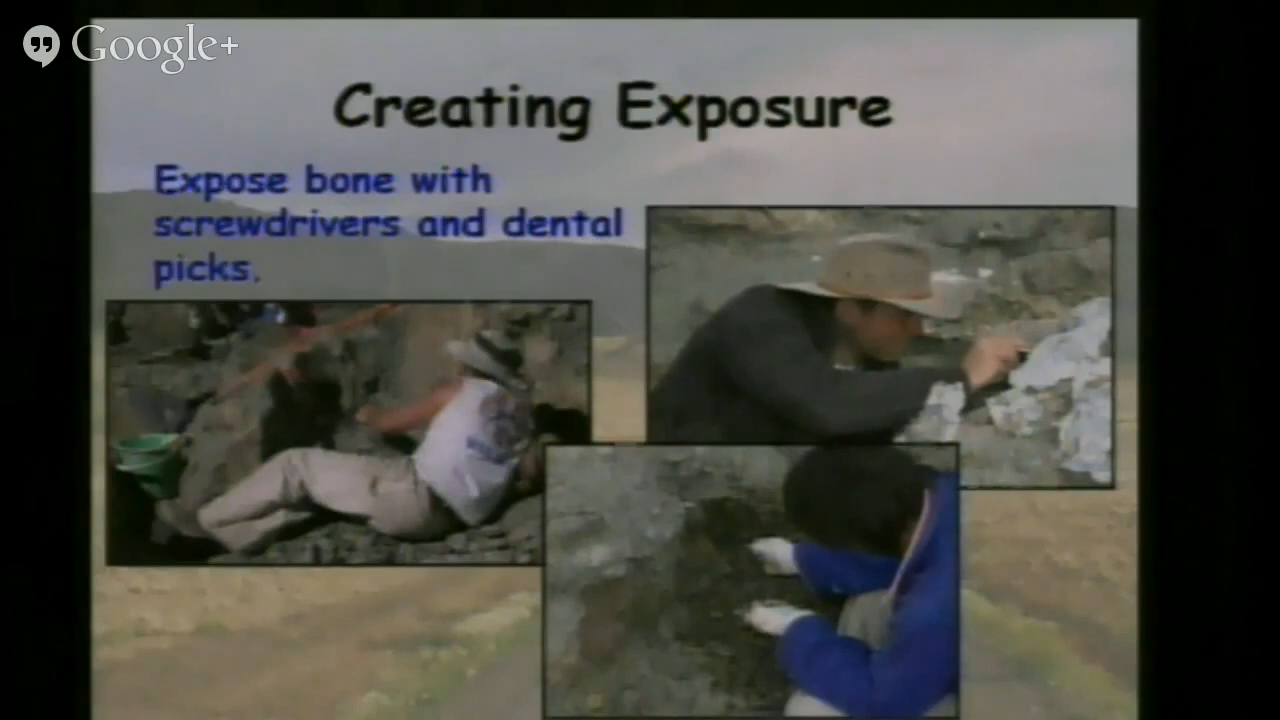 Google+
Creating Exposure
Expose bone with
screwdrivers and dental
picks.